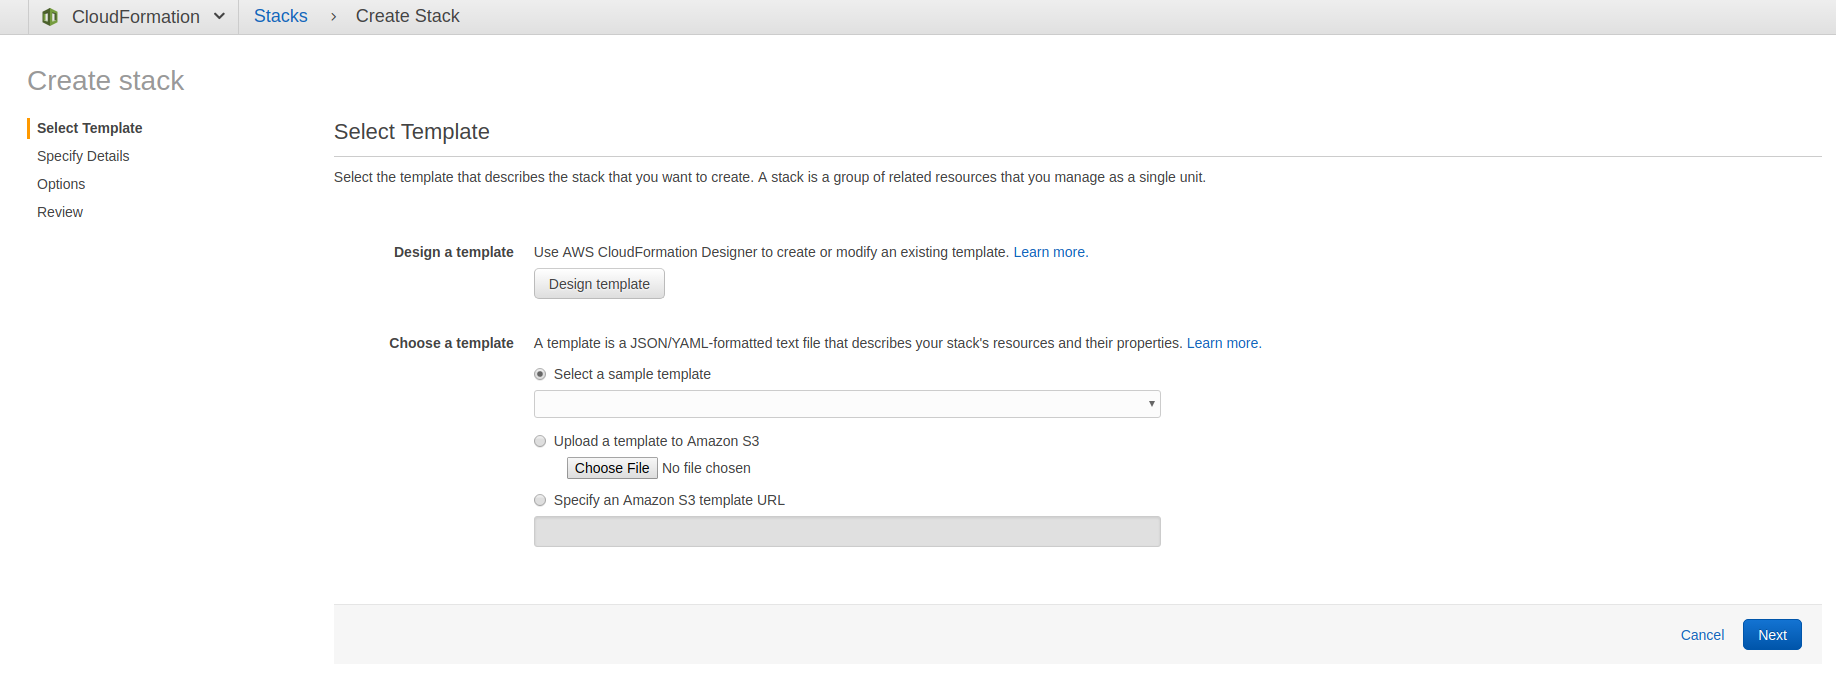 CloudFormation Stacks › Create Stack
Create stack
Select Template
Specify Details
Options
Review
Select Template
Select the template that describes the stack that you want to create. A stack is a group of related resources that you manage as a single unit.
Design a template Use AWS CloudFormation Designer to create or modify an existing template. Learn more.
Design template
Choose a template A template is a JSON/YAML-formatted text file that describes your stack's resources and their properties. Learn more.
Select a sample template
Upload a template to Amazon S3
Choose File No file chosen
Specify an Amazon S3 template URL
Cancel Next